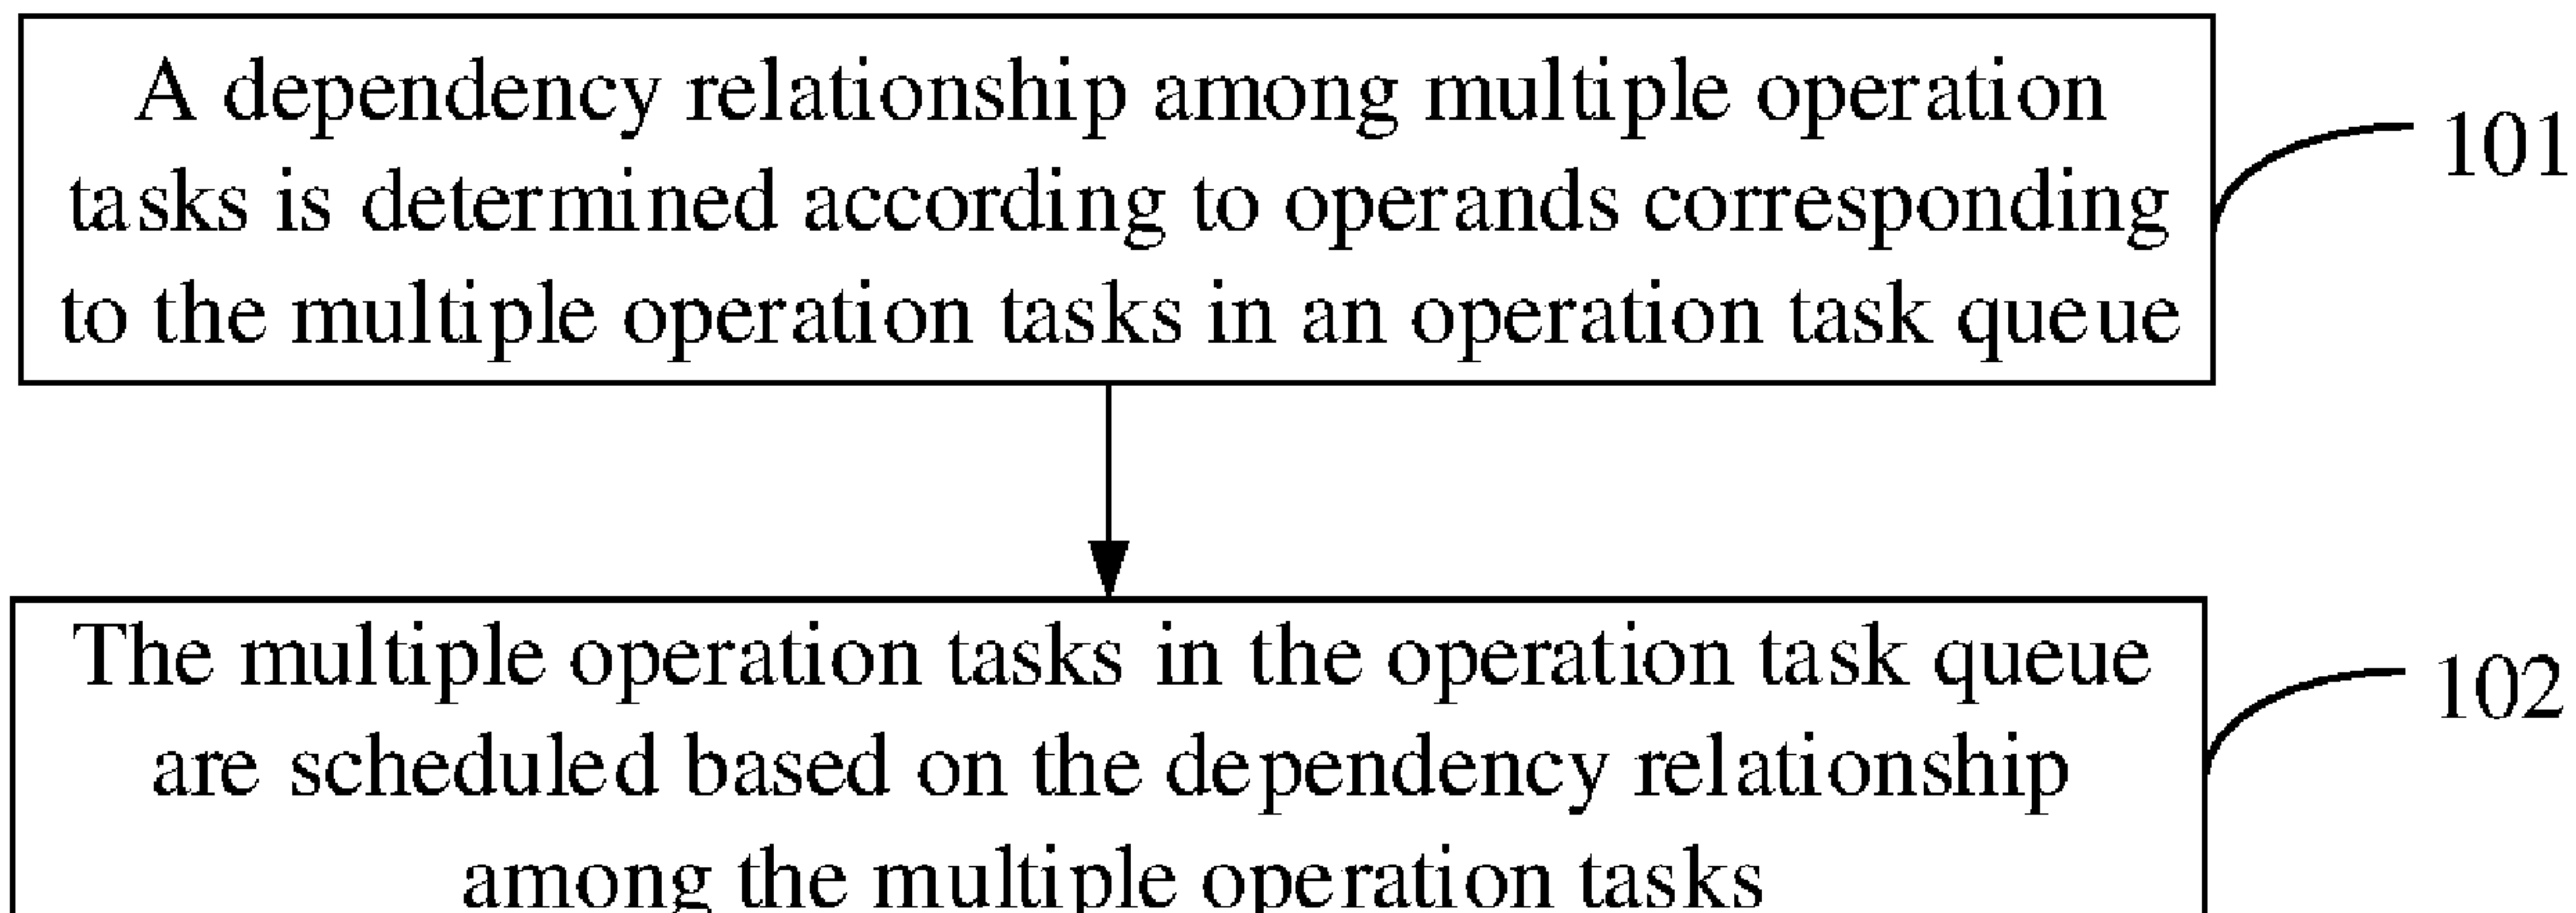 A dependency relationship among multiple operation
tasks is determined according to operands corresponding
to the multiple operation tasks in an operation task queue
101
The multiple operation tasks in the operation task queue
are scheduled based on the dependency relationship
among the multiple operation tasks
102